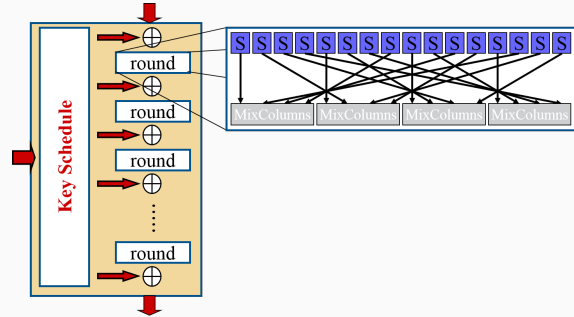 S S S S S S S S S S S S S S S S
round
MixColumns MixColumns MixColumns MixColumns
round
round
Key Schedule
......
round